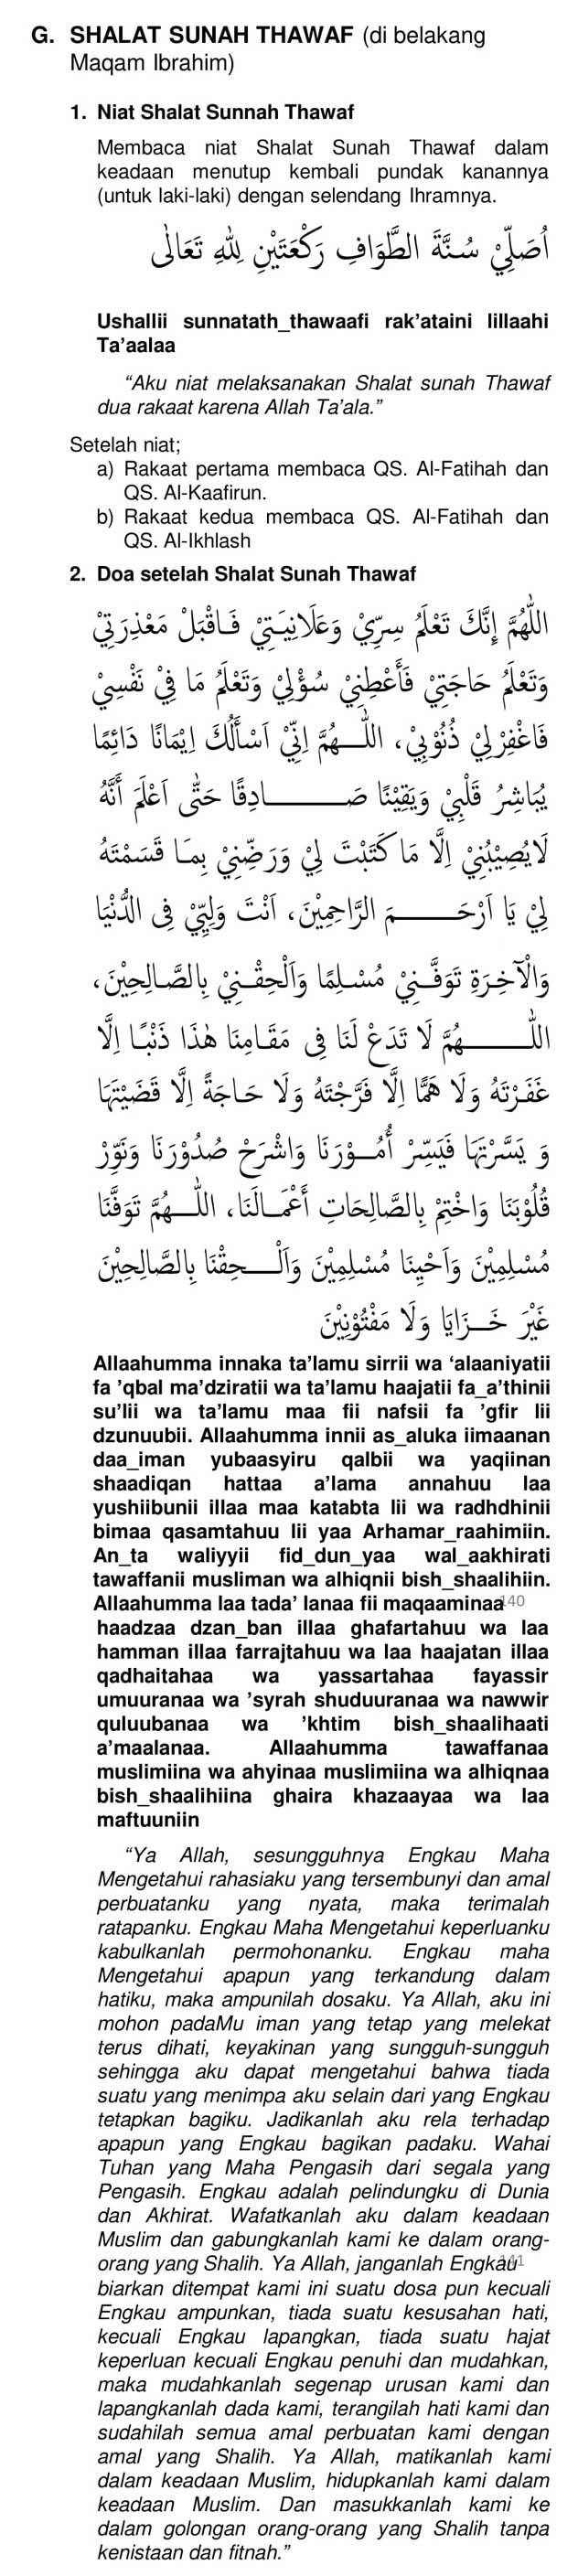 G. SHALAT SUNAH THAWAF (di belakang
Maqam Ibrahim)
1. Niat Shalat Sunnah Thawaf
Membaca niat Shalat Sunah Thawaf dalam
keadaan menutup kembali pundak kanannya
(untuk laki-laki) dengan selendang Ihramnya.
أُصَلِّيْ سُنَّةَ الطَّوَافِ رَكْعَتَيْنِ لِلّٰهِ تَعَالَىٰ
Ushallii sunnatath_thawaafi rak’ataini lillaahi
Ta’aalaa
“Aku niat melaksanakan Shalat sunah Thawaf
dua rakaat karena Allah Ta’ala.”
Setelah niat;
a) Rakaat pertama membaca QS. Al-Fatihah dan
QS. Al-Kaafirun.
b) Rakaat kedua membaca QS. Al-Fatihah dan
QS. Al-Ikhlash
2. Doa setelah Shalat Sunah Thawaf
اللّٰهُمَّ إِنَّكَ تَعْلَمُ سِرِّيْ وَعَلَانِيَـتِيْ فَاقْبَلْ مَعْذِرَتِيْ
وَتَعْلَمُ حَاجَتِيْ فَأَعْطِنِيْ سُؤْلِيْ وَتَعْلَمُ مَا فِيْ نَفْسِيْ
فَاغْفِرْلِيْ ذُنُوْبِيْ، اللّٰـهُمَّ إِنِّيْ أَسْأَلُكَ إِيْمَانًا دَائِمًا
يُبَاشِرُ قَلْبِيْ وَيَقِيْنًا صَـــادِقًا حَتَّى أَعْلَمَ أَنَّهُ
لَايُصِيْبُنِيْ إِلَّا مَا كَتَبْتَ لِيْ وَرَضِّنِيْ بِمَا قَسَمْتَهُ
لِيْ يَا أَرْحَـــمَ الرَّاحِمِيْنَ، أَنْتَ وَلِيِّيْ فِي الدُّنْيَا
وَالْأٰخِرَةِ تَوَفَّـنِيْ مُسْلِمًا وَأَلْحِقْـنِيْ بِالصَّـالِحِيْنَ،
اللّٰـــهُمَّ لَا تَدَعْ لَنَا فِي مَقَـامِنَا هٰذَا ذَنْبًا إِلَّا
غَفَرْتَهُ وَلَا هَمًّا إِلَّا فَرَّجْتَهُ وَلَا حَاجَةً إِلَّا قَضَيْتَهَا
وَ يَسَّرْتَهَا فَيَسِّرْ أُمُـوْرَنَا وَاشْرَحْ صُدُوْرَنَا وَنَوِّرْ
قُلُوْبَنَا وَاخْتِمْ بِالصَّالِحَاتِ أَعْمَـالَنَا، اللّٰـهُمَّ تَوَفَّنَا
مُسْلِمِيْنَ وَأَحْيِنَا مُسْلِمِيْنَ وَأَلْـحِقْنَا بِالصَّالِحِيْنَ
غَيْرَ خَـزَايَا وَلَا مَفْتُوْنِيْنَ
Allaahumma innaka ta’lamu sirrii wa ‘alaaniyatii
fa ’qbal ma’dziratii wa ta’lamu haajatii fa_a’thinii
su’lii wa ta’lamu maa fii nafsii fa ’gfir lii
dzunuubii. Allaahumma innii as_aluka iimaanan
daa_iman yubaasyiru qalbii wa yaqiinan
shaadiqan hattaa a’lama annahuu laa
yushiibunii illaa maa katabta lii wa radhdhinii
bimaa qasamtahuu lii yaa Arhamar_raahimiin.
An_ta waliyyii fid_dun_yaa wal_aakhirati
tawaffanii musliman wa alhiqnii bish_shaalihiin.
Allaahumma laa tada’ lanaa fii maqaaminaa 140
haadzaa dzan_ban illaa ghafartahuu wa laa
hamman illaa farrajtahuu wa laa haajatan illaa
qadhaitahaa wa yassartahaa fayassir
umuuranaa wa ’syrah shuduuranaa wa nawwir
quluubanaa wa ’khtim bish_shaalihaati
a’maalanaa. Allaahumma tawaffanaa
muslimiina wa ahyinaa muslimiina wa alhiqnaa
bish_shaalihiina ghaira khazaayaa wa laa
maftuuniin
“Ya Allah, sesungguhnya Engkau Maha
Mengetahui rahasiaku yang tersembunyi dan amal
perbuatanku yang nyata, maka terimalah
ratapanku. Engkau Maha Mengetahui keperluanku
kabulkanlah permohonanku. Engkau maha
Mengetahui apapun yang terkandung dalam
hatiku, maka ampunilah dosaku. Ya Allah, aku ini
mohon padaMu iman yang tetap yang melekat
terus dihati, keyakinan yang sungguh-sungguh
sehingga aku dapat mengetahui bahwa tiada
suatu yang menimpa aku selain dari yang Engkau
tetapkan bagiku. Jadikanlah aku rela terhadap
apapun yang Engkau bagikan padaku. Wahai
Tuhan yang Maha Pengasih dari segala yang
Pengasih. Engkau adalah pelindungku di Dunia
dan Akhirat. Wafatkanlah aku dalam keadaan
Muslim dan gabungkanlah kami ke dalam orang-
orang yang Shalih. Ya Allah, janganlah Engkau 141
biarkan ditempat kami ini suatu dosa pun kecuali
Engkau ampunkan, tiada suatu kesusahan hati,
kecuali Engkau lapangkan, tiada suatu hajat
keperluan kecuali Engkau penuhi dan mudahkan,
maka mudahkanlah segenap urusan kami dan
lapangkanlah dada kami, terangilah hati kami dan
sudahilah semua amal perbuatan kami dengan
amal yang Shalih. Ya Allah, matikanlah kami
dalam keadaan Muslim, hidupkanlah kami dalam
keadaan Muslim. Dan masukkanlah kami ke
dalam golongan orang-orang yang Shalih tanpa
kenistaan dan fitnah.”